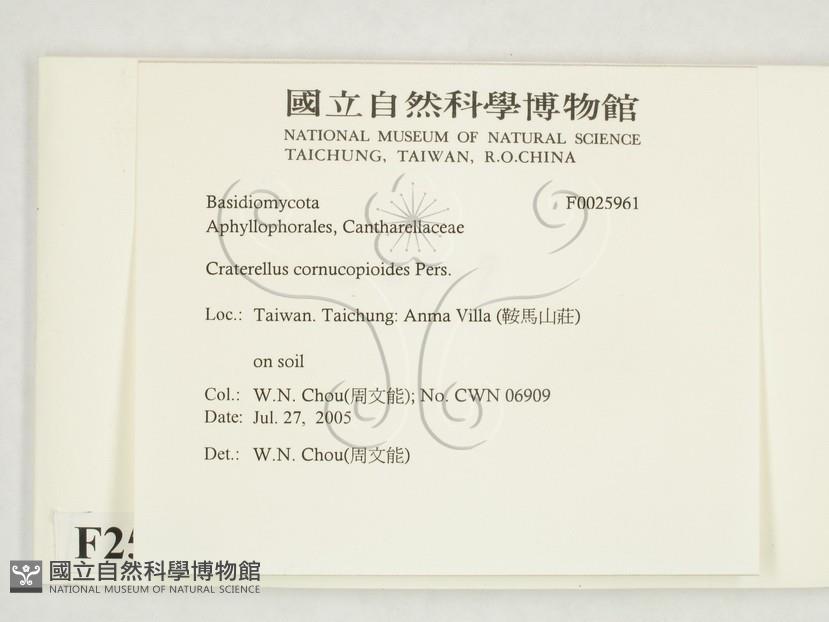 國立自然科學博物館
NATIONAL MUSEUM OF NATURAL SCIENCE
TAICHUNG, TAIWAN, R.O.CHINA
Basidiomycota F0025961
Aphyllophorales, Cantharellaceae
Craterellus cornucopioides Pers.
Loc.: Taiwan. Taichung: Anma Villa (鞍馬山莊)
on soil
Col.: W.N. Chou(周文能); No. CWN 06909
Date: Jul. 27, 2005
Det.: W.N. Chou(周文能)
F25
國立自然科學博物館
NATIONAL MUSEUM OF NATURAL SCIENCE